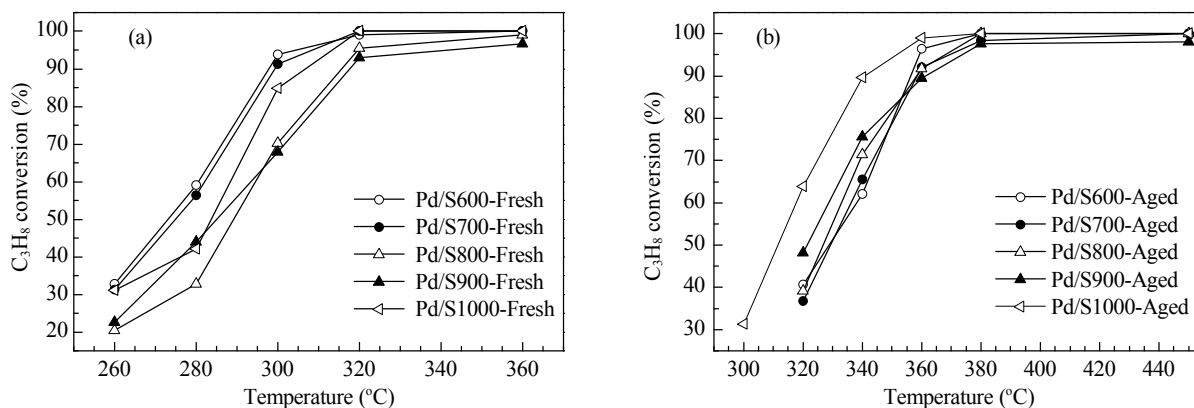 (a)
100
90
80
70
60
50
40
30
20
C₃H₈ conversion (%)
260 280 300 320 340 360
Temperature (ºC)
Pd/S600-Fresh
Pd/S700-Fresh
Pd/S800-Fresh
Pd/S900-Fresh
Pd/S1000-Fresh
(b)
100
90
80
70
60
50
40
30
C₃H₈ conversion (%)
300 320 340 360 380 400 420 440
Temperature (ºC)
Pd/S600-Aged
Pd/S700-Aged
Pd/S800-Aged
Pd/S900-Aged
Pd/S1000-Aged